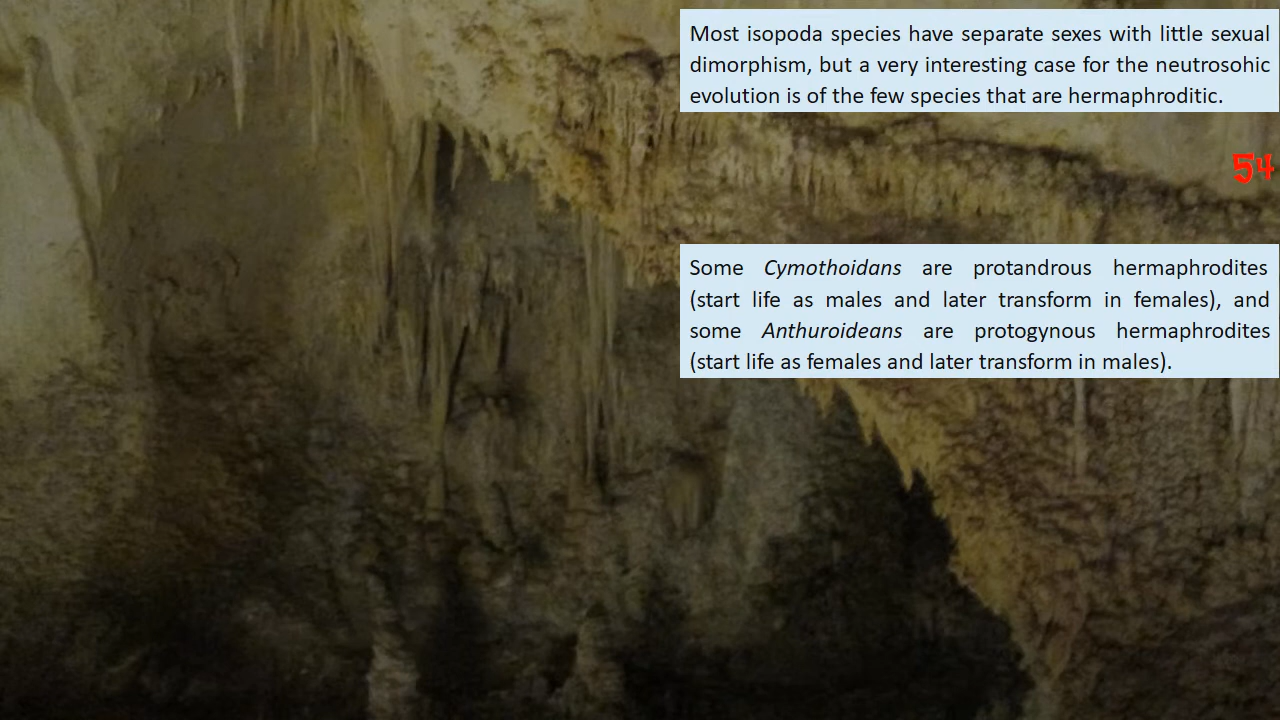 Most isopoda species have separate sexes with little sexual
dimorphism, but a very interesting case for the neutrosohic
evolution is of the few species that are hermaphroditic.
54
Some Cymothoidans are protandrous hermaphrodites
(start life as males and later transform in females), and
some Anthuroideans are protogynous hermaphrodites
(start life as females and later transform in males).